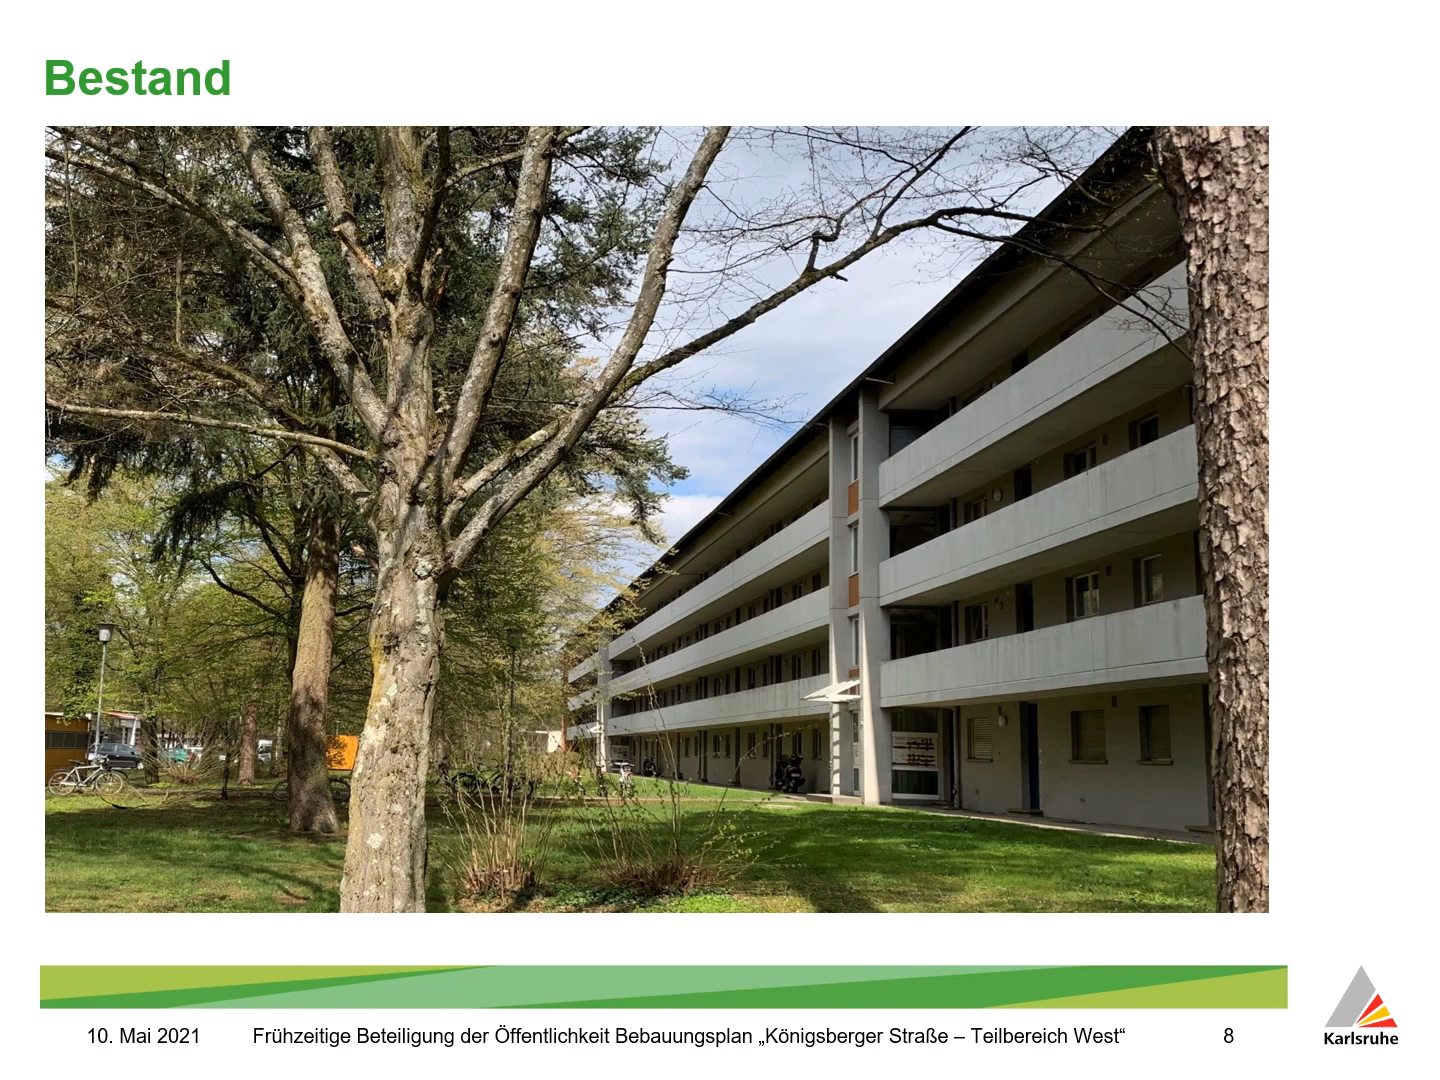 Bestand
10. Mai 2021 Frühzeitige Beteiligung der Öffentlichkeit Bebauungsplan „Königsberger Straße – Teilbereich West“ 8
Karlsruhe